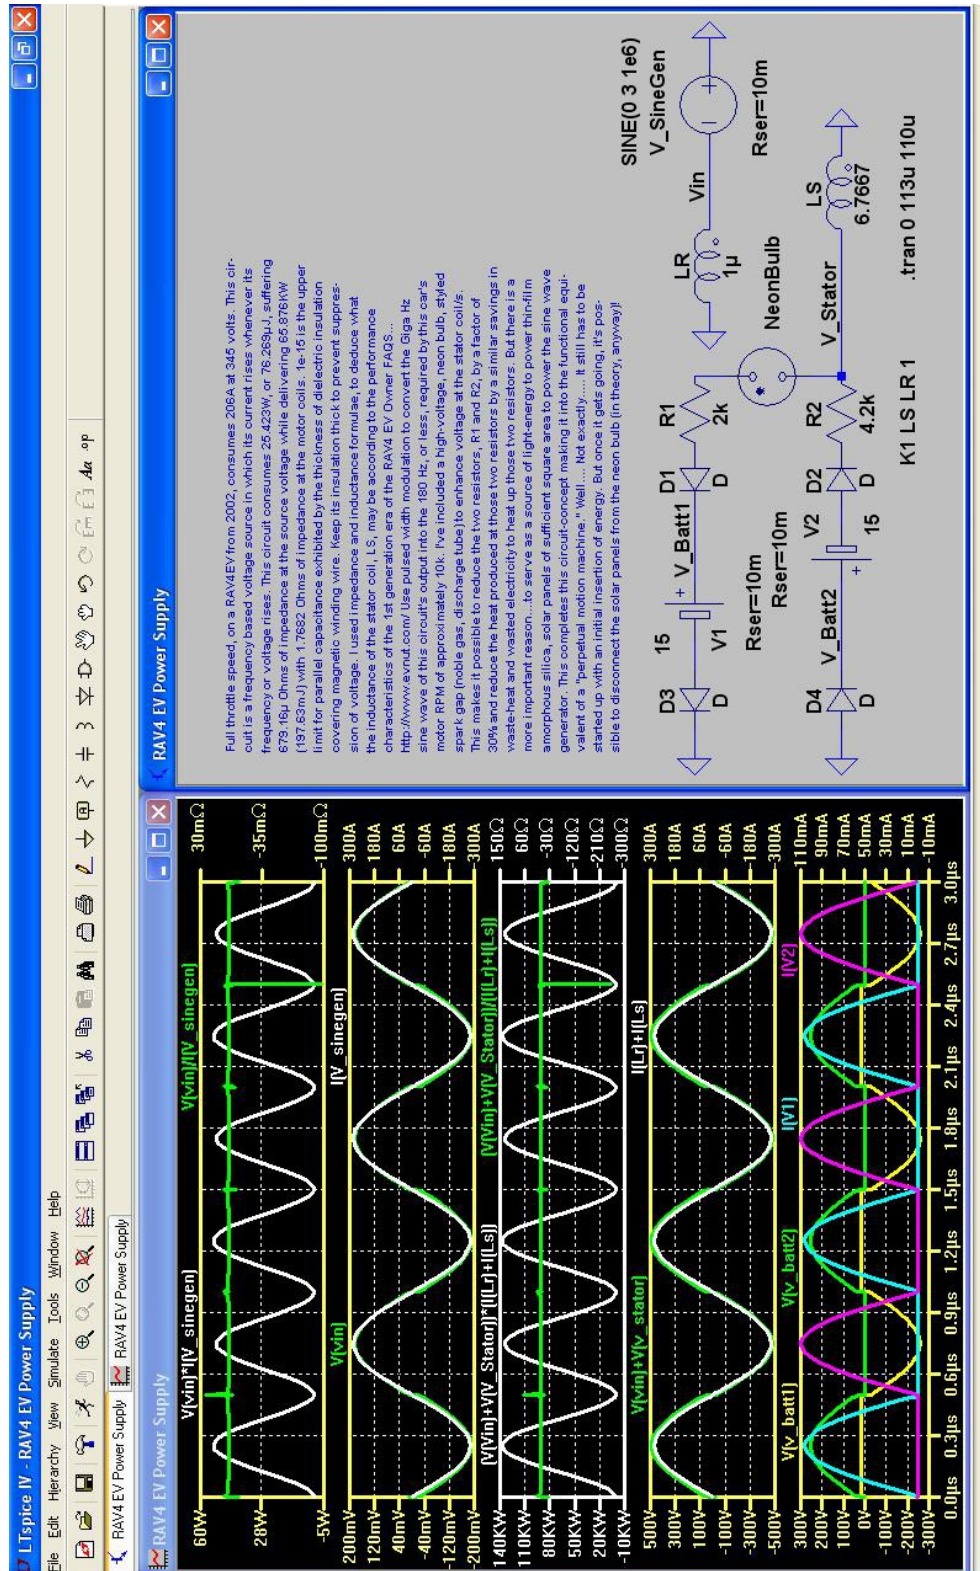 LTspice IV - RAV4 EV Power Supply
File Edit Hierarchy View Simulate Tools Window Help
RAV4 EV Power Supply RAV4 EV Power Supply
RAV4 EV Power Supply
V(vin)*I(V_sinegen) V(vin)/I(V_sinegen)
60W
28W
-5W
30mΩ
-35mΩ
-100mΩ
V(vin) I(V_sinegen)
200mV
120mV
40mV
-40mV
-120mV
-200mV
300A
180A
60A
-60A
-180A
-300A
(V(Vin)+V(V_Stator))*(I(Lr)+I(Ls)) (V(Vin)+V(V_Stator))/(I(Lr)+I(Ls))
140KW
110KW
80KW
50KW
20KW
-10KW
150Ω
60Ω
-30Ω
-120Ω
-210Ω
-300Ω
V(vin)+V(v_stator) I(Lr)+I(Ls)
500V
300V
100V
-100V
-300V
-500V
300A
180A
60A
-60A
-180A
-300A
V(v_batt1) V(v_batt2) I(V1) I(V2)
300V
200V
100V
0V
-100V
-200V
-300V
110mA
90mA
70mA
50mA
30mA
10mA
-10mA
0.0µs 0.3µs 0.6µs 0.9µs 1.2µs 1.5µs 1.8µs 2.1µs 2.4µs 2.7µs 3.0µs
RAV4 EV Power Supply
Full throttle speed, on a RAV4EV from 2002, consumes 206A at 345 volts. This cir-
cuit is a frequency based voltage source in which its current rises whenever its
frequency or voltage rises. This circuit consumes 25.423W, or 76.269µJ, suffering
679.16µ Ohms of impedance at the source voltage while delivering 65.876KW
(197.63mJ) with 1.7682 Ohms of impedance at the motor coils. 1e-15 is the upper
limit for parallel capacitance exhibited by the thickness of dielectric insulation
covering magnetic winding wire. Keep its insulation thick to prevent suppres-
sion of voltage. I used impedance and inductance formulae, to deduce what
the inductance of the stator coil, LS, may be according to the performance
characteristics of the 1st generation era of the RAV4 EV Owner FAQS...
http://www.evnut.com/ Use pulsed width modulation to convert the Giga Hz
sine wave of this circuit's output into the 180 Hz, or less, required by this car's
motor RPM of approximately 10k. I've included a high-voltage, neon bulb, styled
spark gap (noble gas, discharge tube) to enhance voltage at the stator coil/s.
This makes it possible to reduce the two resistors, R1 and R2, by a factor of
30% and reduce the heat produced at those two resistors by a similar savings in
waste-heat and wasted electricity to heat up those two resistors. But there is a
more important reason....to serve as a source of light-energy to power thin-film
amorphous silica, solar panels of sufficient square area to power the sine wave
generator. This completes this circuit-concept making it into the functional equi-
valent of a "perpetual motion machine." Well.... Not exactly..... It still has to be
started up with an initial insertion of energy. But once it gets going, it's pos-
sible to disconnect the solar panels from the neon bulb (in theory, anyway)!
SINE(0 3 1e6)
V_SineGen
Rser=10m
Vin
LR
1µ
NeonBulb
D3
D
15
V1
Rser=10m
V_Batt1
D1
D
R1
2k
D4
D
V_Batt2
Rser=10m
V2
15
D2
D
R2
4.2k
V_Stator
LS
6.7667
K1 LS LR 1
.tran 0 113u 110u